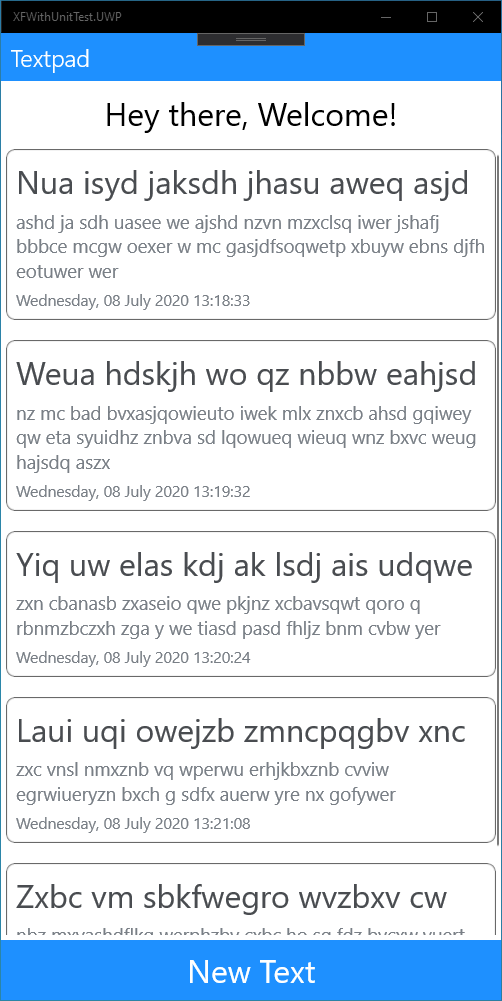 XFWithUnitTest.UWP
Textpad
Hey there, Welcome!
Nua isyd jaksdh jhasu aweq asjd
ashd ja sdh uasee we ajshd nzvn mzxclsq iwer jshafj
bbbce mcgw oexer w mc gasjdfsoqwetp xbuyw ebns djfh
eotuwer wer
Wednesday, 08 July 2020 13:18:33
Weua hdskjh wo qz nbbw eahjsd
nz mc bad bvxasjqowieuto iwek mlx znxcb ahsd gqiwey
qw eta syuidhz znbva sd lqowueq wieuq wnz bxvc weug
hajsdq aszx
Wednesday, 08 July 2020 13:19:32
Yiq uw elas kdj ak lsdj ais udqwe
zxn cbanasb zxaseio qwe pkjnz xcbavsqwt qoro q
rbnmzbczxh zga y we tiasd pasd fhljz bnm cvbw yer
Wednesday, 08 July 2020 13:20:24
Laui uqi owejzb zmncpqgbv xnc
zxc vnsl nmxznb vq wperwu erhjkbxznb cvviw
egrwiueryzn bxch g sdfx auerw yre nx gofywer
Wednesday, 08 July 2020 13:21:08
Zxbc vm sbkfwegro wvzbxv cw
New Text